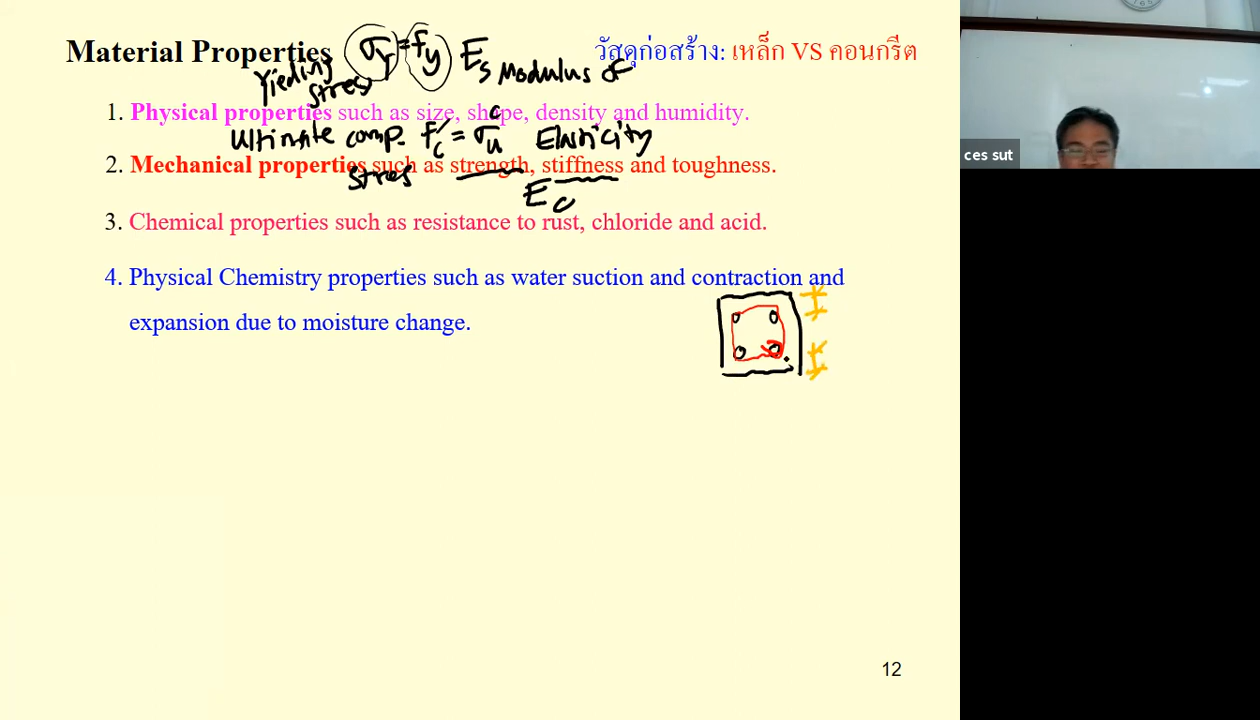 Material Properties σy = fy Es Modulus of
วัสดุก่อสร้าง: เหล็ก VS คอนกรีต
Yieding stress
1. Physical properties such as size, shape, density and humidity.
Ultimate comp. f'c = σuc Elasticity
stres
2. Mechanical properties such as strength, stiffness and toughness.
Ec
3. Chemical properties such as resistance to rust, chloride and acid.
4. Physical Chemistry properties such as water suction and contraction and
expansion due to moisture change.
12
ces sut